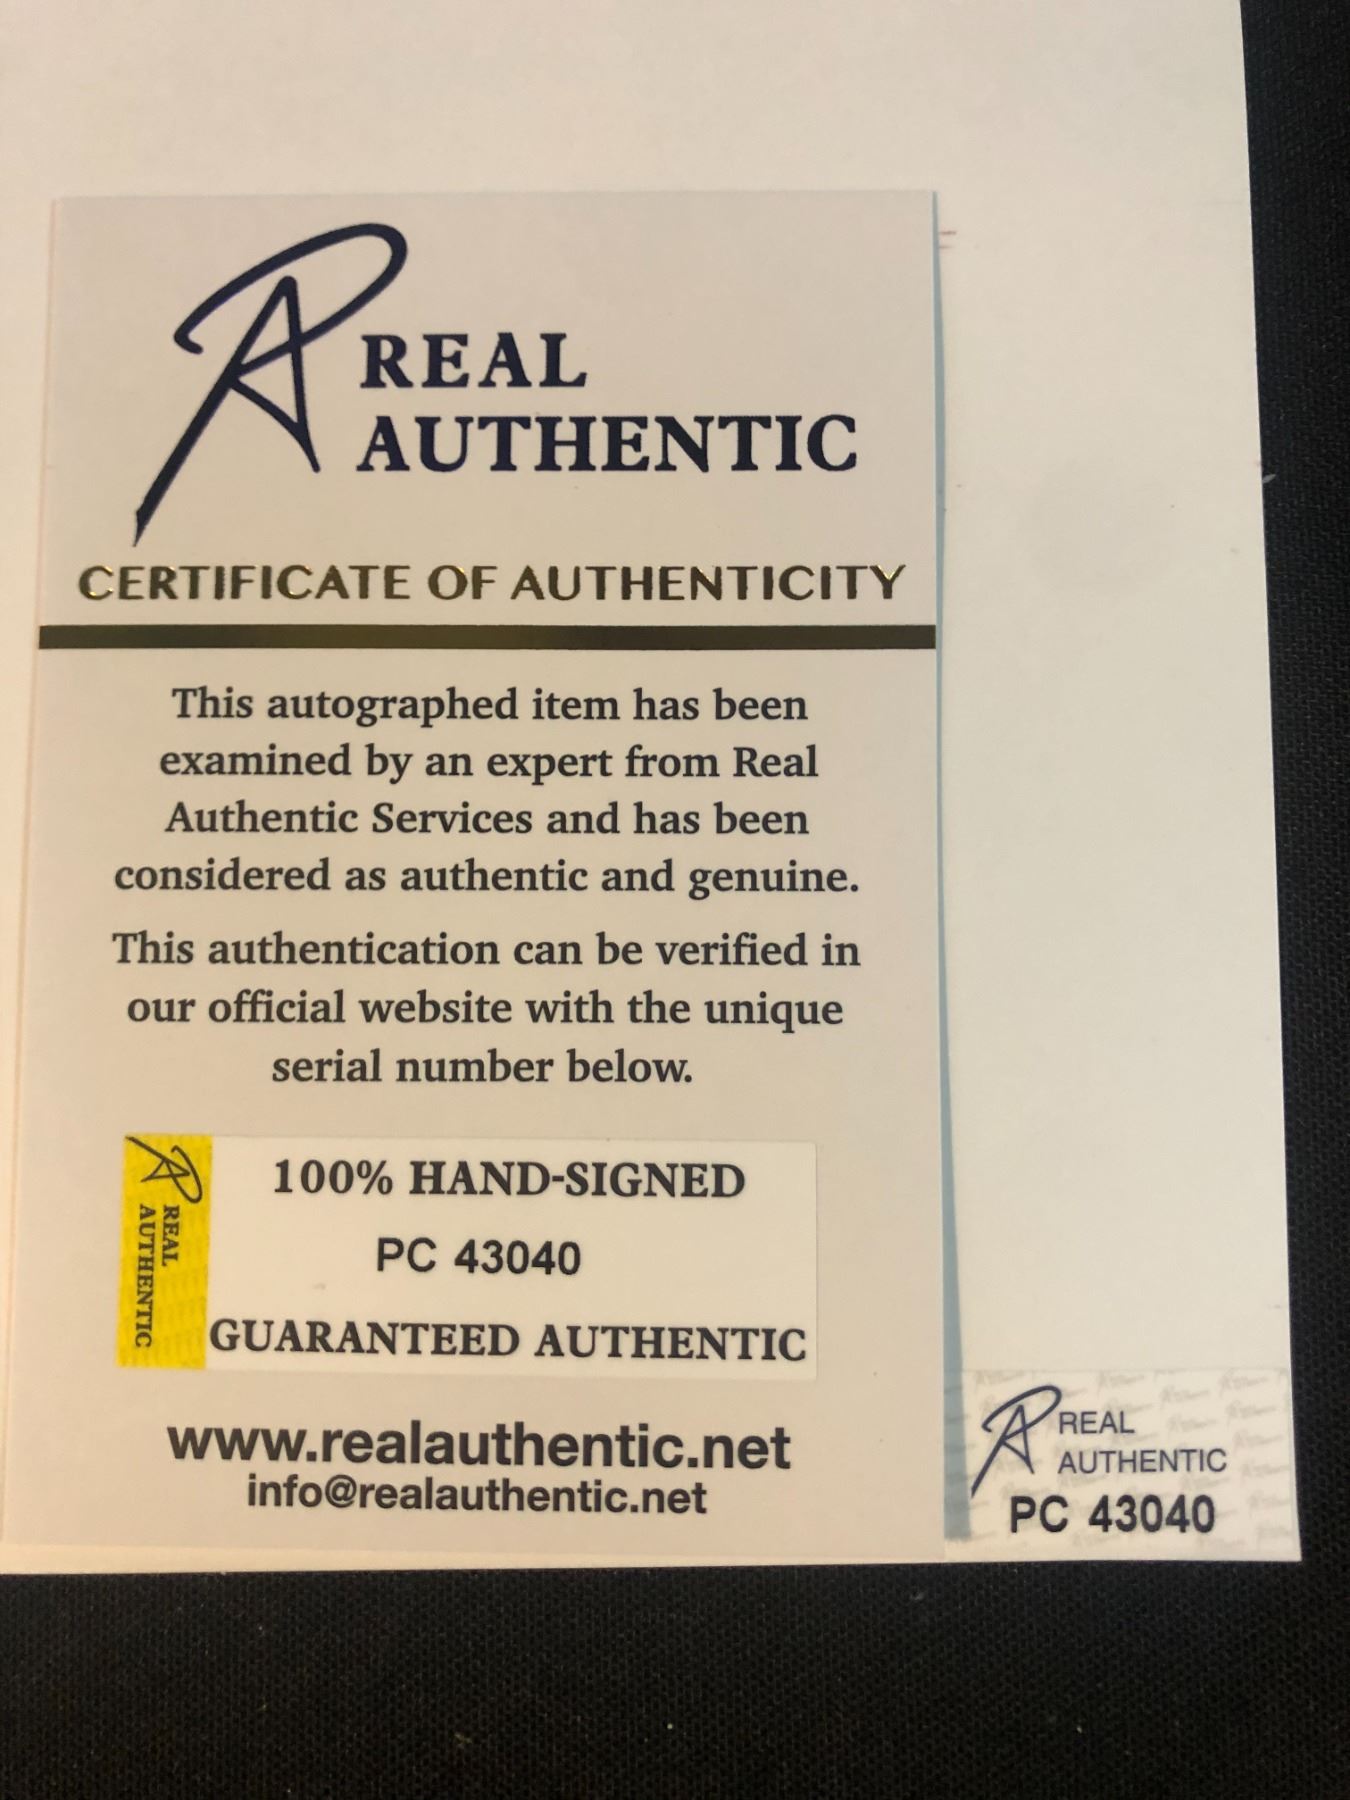 REAL
AUTHENTIC
CERTIFICATE OF AUTHENTICITY
This autographed item has been
examined by an expert from Real
Authentic Services and has been
considered as authentic and genuine.
This authentication can be verified in
our official website with the unique
serial number below.
REAL
AUTHENTIC
100% HAND-SIGNED
PC 43040
GUARANTEED AUTHENTIC
www.realauthentic.net
info@realauthentic.net
REAL
AUTHENTIC
PC 43040